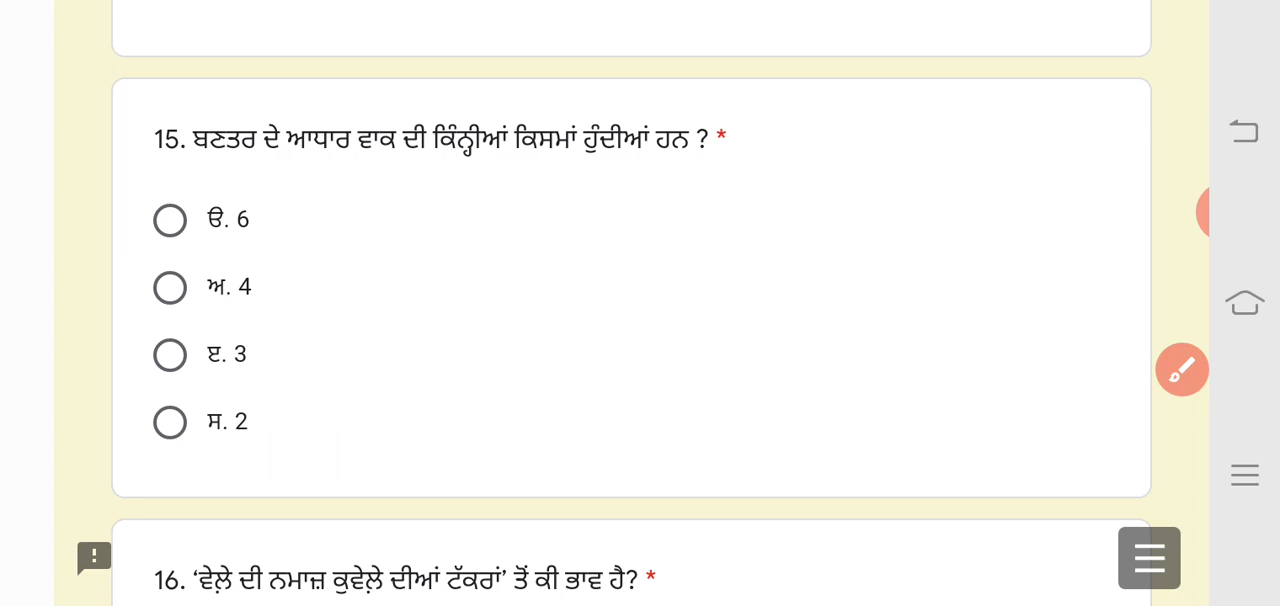 15. ਬਣਤਰ ਦੇ ਆਧਾਰ ਵਾਕ ਦੀ ਕਿੰਨ੍ਹੀਆਂ ਕਿਸਮਾਂ ਹੁੰਦੀਆਂ ਹਨ ? *
ੳ. 6
ਅ. 4
ੲ. 3
ਸ. 2
16. ‘ਵੇਲ਼ੇ ਦੀ ਨਮਾਜ਼ ਕੁਵੇਲ਼ੇ ਦੀਆਂ ਟੱਕਰਾਂ’ ਤੋਂ ਕੀ ਭਾਵ ਹੈ? *